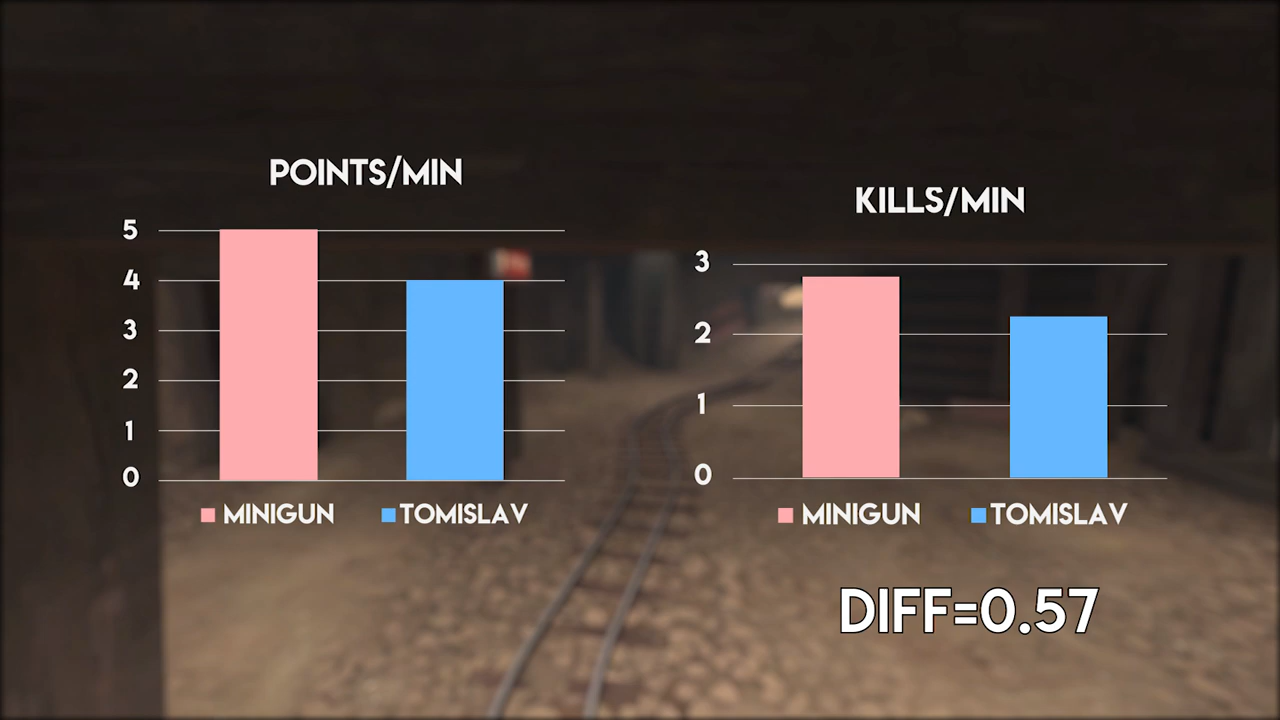 POINTS/MIN
5
4
3
2
1
0
MINIGUN TOMISLAV
KILLS/MIN
3
2
1
0
MINIGUN TOMISLAV
DIFF=0.57